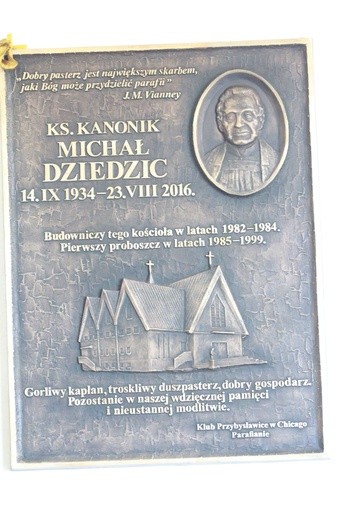 „Dobry pasterz jest największym skarbem,
jaki Bóg może przydzielić parafii”
J.M. Vianney
KS. KANONIK
MICHAŁ
DZIEDZIC
14.IX 1934–23.VIII 2016.
Budowniczy tego kościoła w latach 1982–1984.
Pierwszy proboszcz w latach 1985–1999.
Gorliwy kapłan, troskliwy duszpasterz, dobry gospodarz.
Pozostanie w naszej wdzięcznej pamięci
i nieustannej modlitwie.
Klub Przybysławice w Chicago
Parafianie